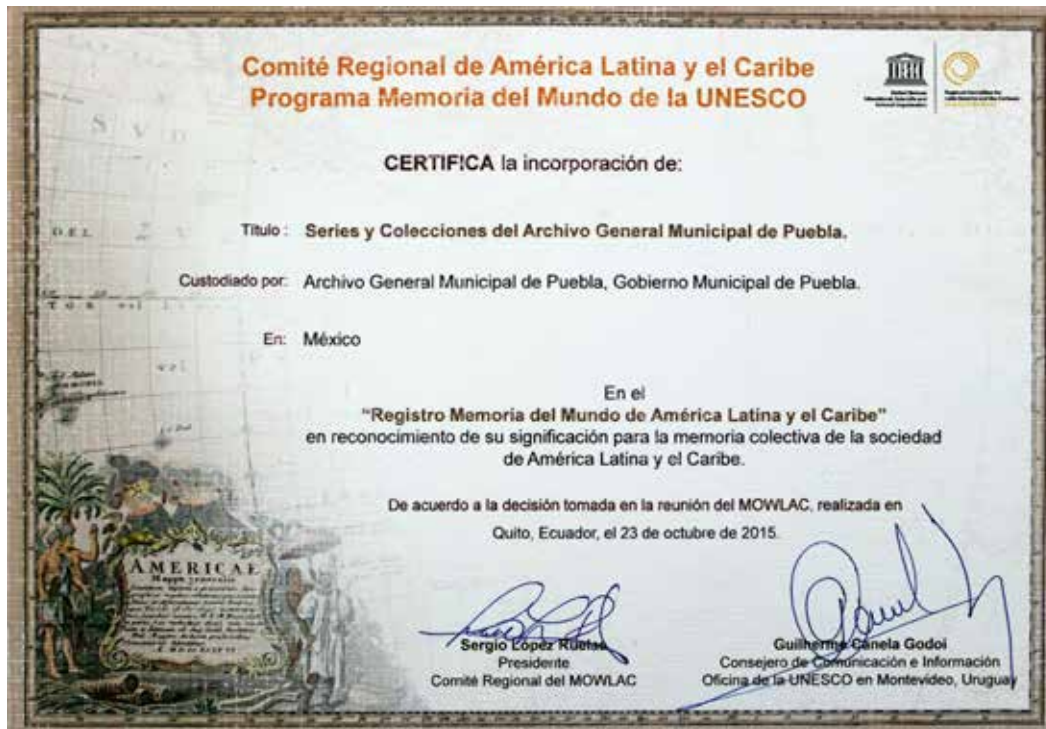 Comité Regional de América Latina y el Caribe
Programa Memoria del Mundo de la UNESCO
CERTIFICA la incorporación de:
Título : Series y Colecciones del Archivo General Municipal de Puebla.
Custodiado por: Archivo General Municipal de Puebla, Gobierno Municipal de Puebla.
En: México
En el
“Registro Memoria del Mundo de América Latina y el Caribe”
en reconocimiento de su significación para la memoria colectiva de la sociedad
de América Latina y el Caribe.
De acuerdo a la decisión tomada en la reunión del MOWLAC, realizada en
Quito, Ecuador, el 23 de octubre de 2015.
Sergio López Ruelas
Presidente
Comité Regional del MOWLAC
Guilherme Canela Godoi
Consejero de Comunicación e Información
Oficina de la UNESCO en Montevideo, Uruguay
AMERICAE